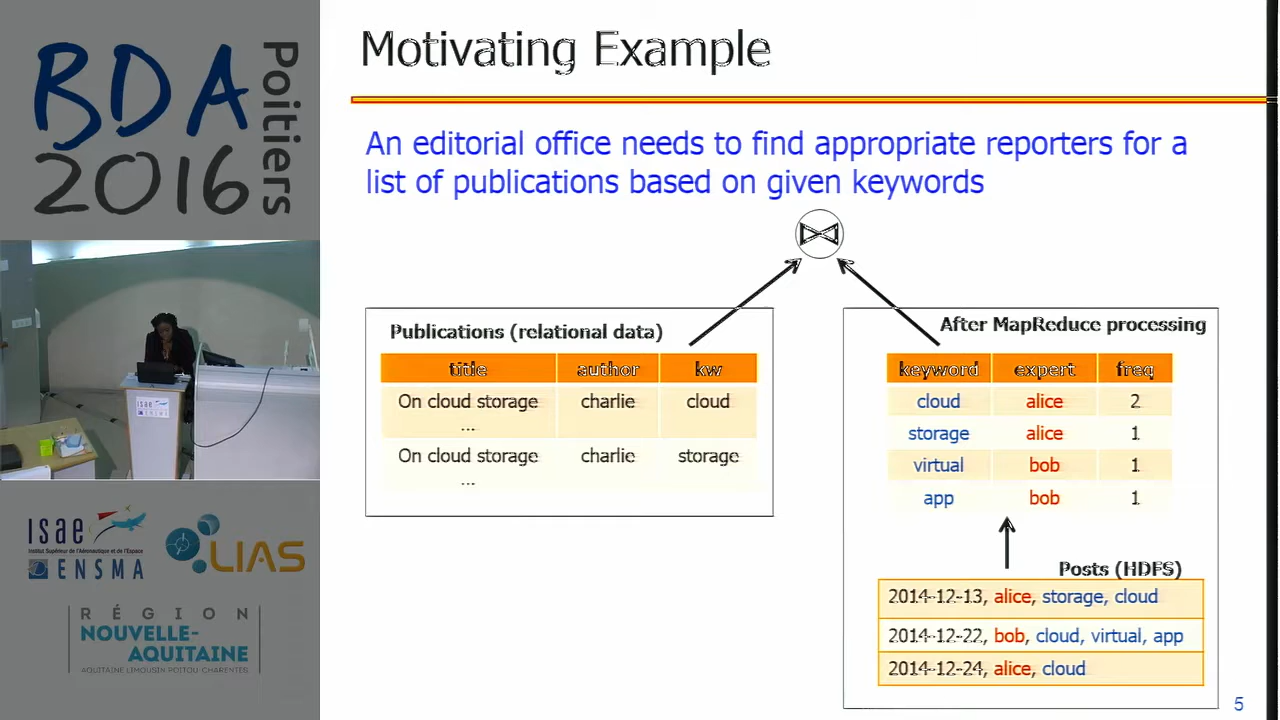 BDA
2016
Poitiers
isae
Institut Supérieur de l'Aéronautique et de l'Espace
ENSMA
LIAS
RÉGION
NOUVELLE-
AQUITAINE
AQUITAINE LIMOUSIN POITOU-CHARENTES
Motivating Example
An editorial office needs to find appropriate reporters for a
list of publications based on given keywords
Publications (relational data)
title author kw
On cloud storage charlie cloud
...
On cloud storage charlie storage
...
After MapReduce processing
keyword expert freq
cloud alice 2
storage alice 1
virtual bob 1
app bob 1
Posts (HDFS)
2014-12-13, alice, storage, cloud
2014-12-22, bob, cloud, virtual, app
2014-12-24, alice, cloud
5